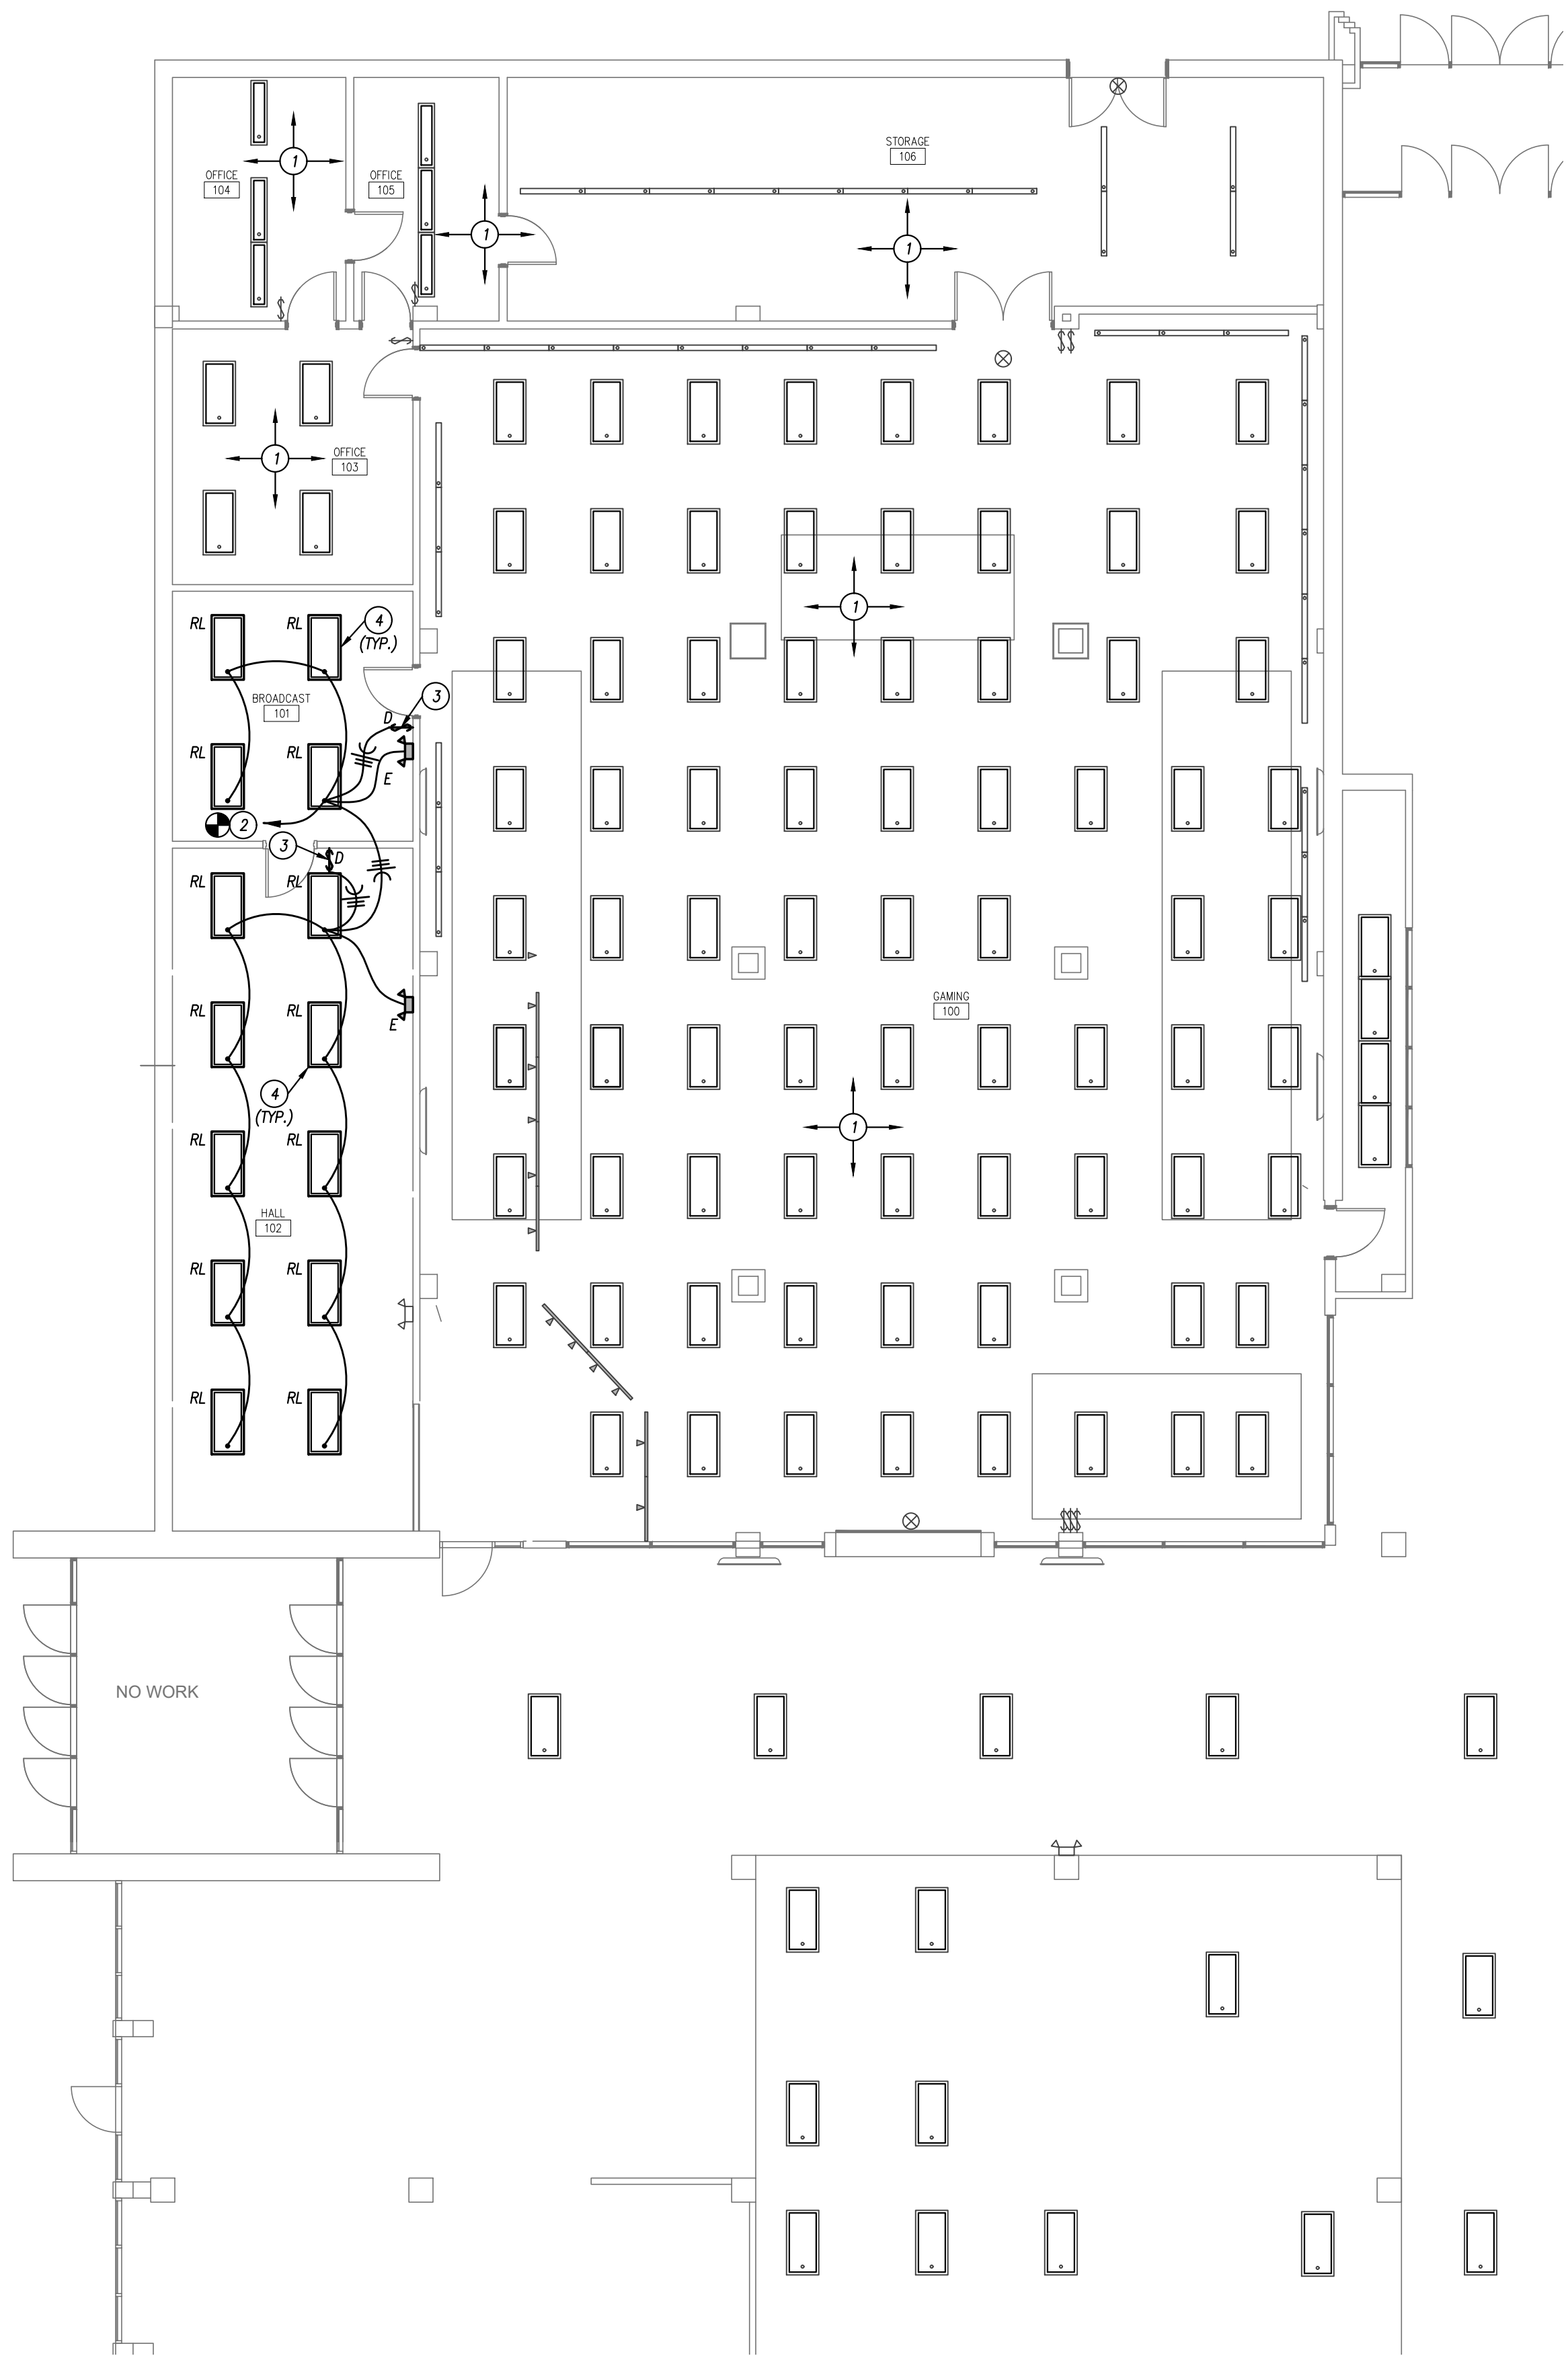 STORAGE
106
1
OFFICE
104
OFFICE
105
1
1
OFFICE
103
1
RL
RL
4
(TYP.)
1
BROADCAST
101
3
D
RL
RL
E
2
3
D
RL
RL
GAMING
100
RL
RL
E
4
(TYP.)
1
RL
RL
HALL
102
RL
RL
RL
RL
NO WORK